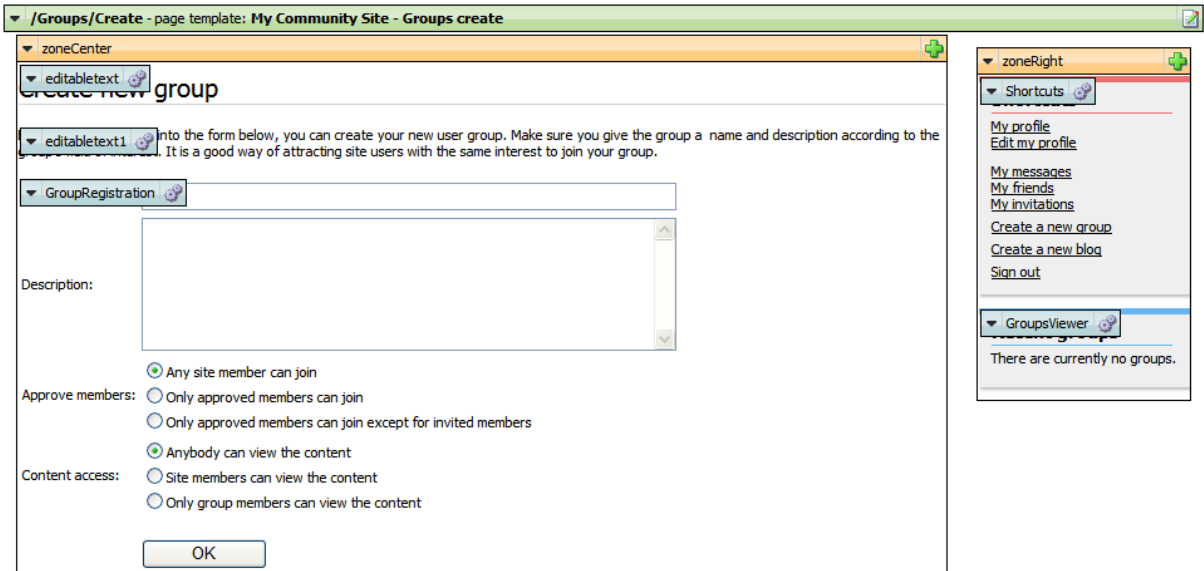 /Groups/Create - page template: My Community Site - Groups create
zoneCenter
editabletext
Create new group
editabletext1
into the form below, you can create your new user group. Make sure you give the group a name and description according to the
It is a good way of attracting site users with the same interest to join your group.
GroupRegistration
Description:
Approve members:
Any site member can join
Only approved members can join
Only approved members can join except for invited members
Content access:
Anybody can view the content
Site members can view the content
Only group members can view the content
OK
zoneRight
Shortcuts
My profile
Edit my profile
My messages
My friends
My invitations
Create a new group
Create a new blog
Sign out
GroupsViewer
There are currently no groups.